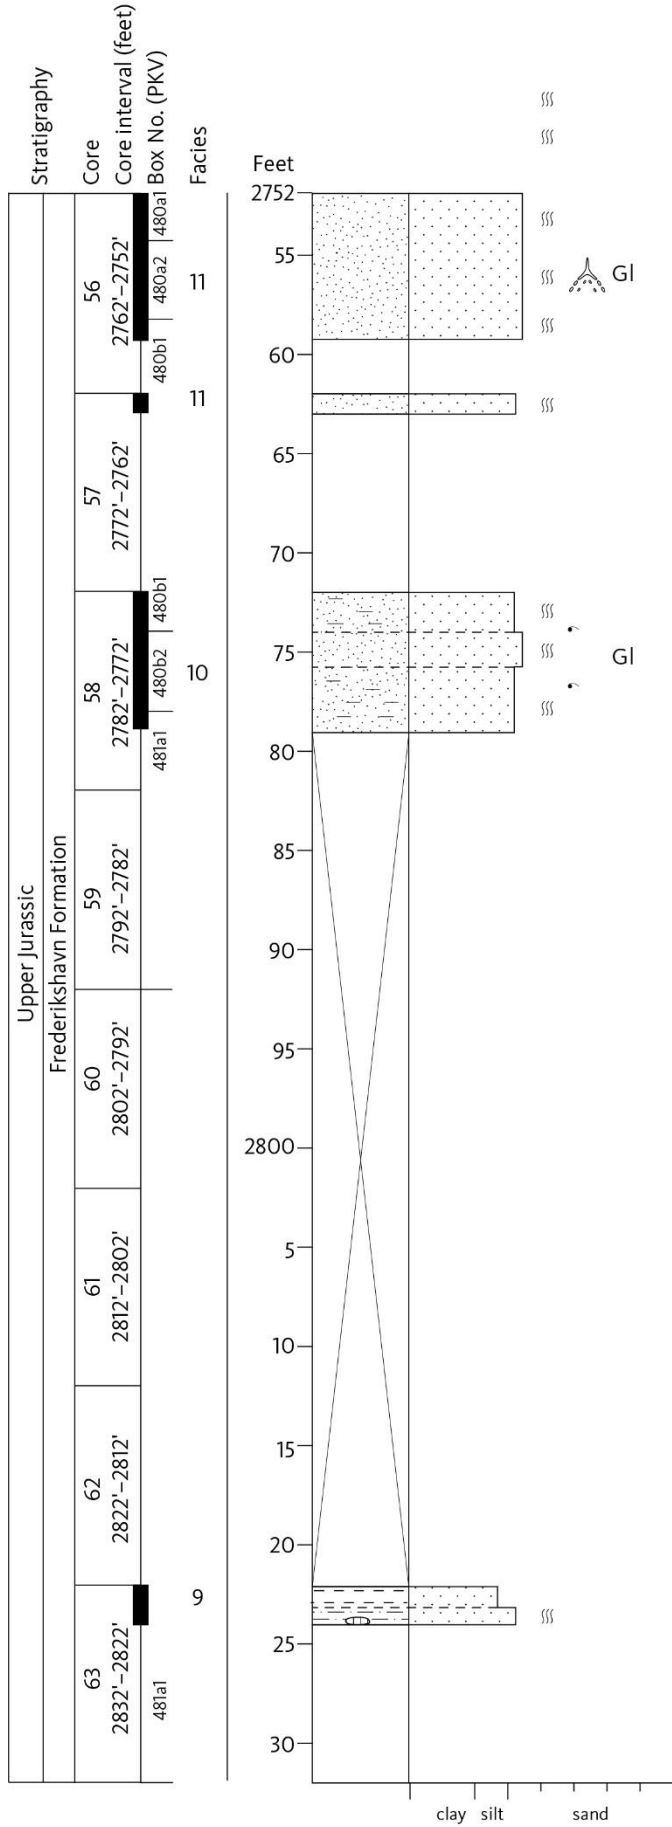 Stratigraphy
Core
Core interval (feet)
Box No. (PKV)
Facies
Feet
Upper Jurassic
Frederikshavn Formation
56
2762'–2752'
480a1
480a2
480b1
11
57
2772'–2762'
11
58
2782'–2772'
480b1
480b2
481a1
10
59
2792'–2782'
60
2802'–2792'
61
2812'–2802'
62
2822'–2812'
63
2832'–2822'
481a1
9
2752
55
60
65
70
75
80
85
90
95
2800
5
10
15
20
25
30
Gl
Gl
clay silt sand